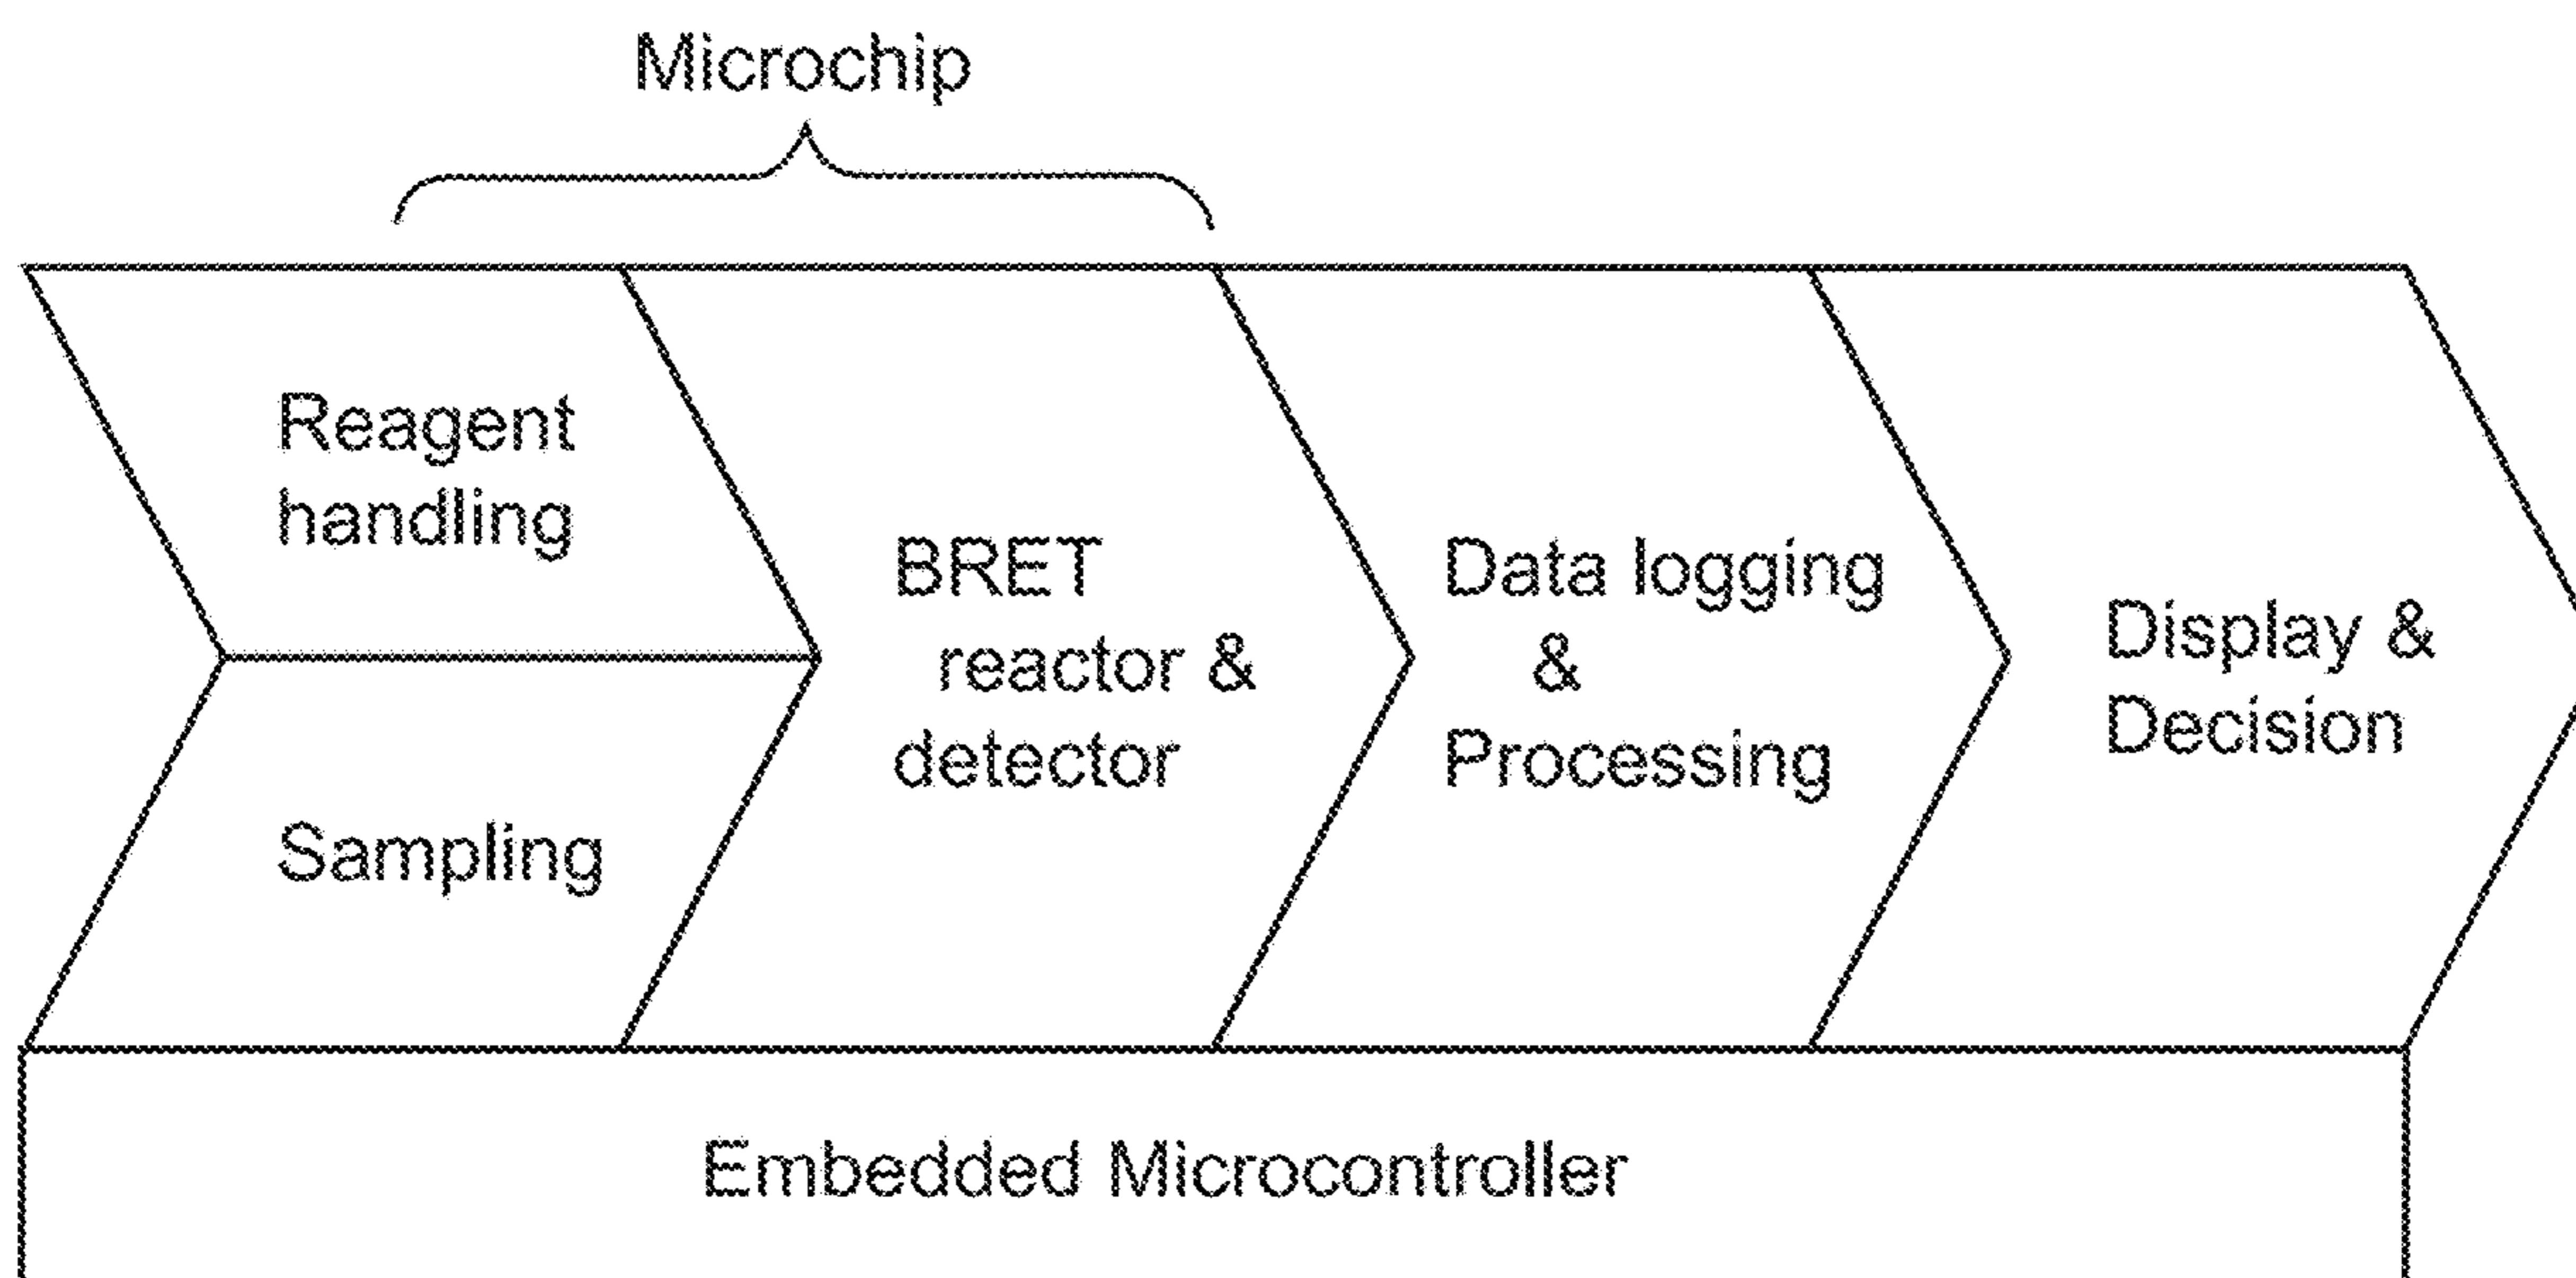 Microchip
Reagent
handling
Sampling
BRET
reactor &
detector
Data logging
&
Processing
Display &
Decision
Embedded Microcontroller